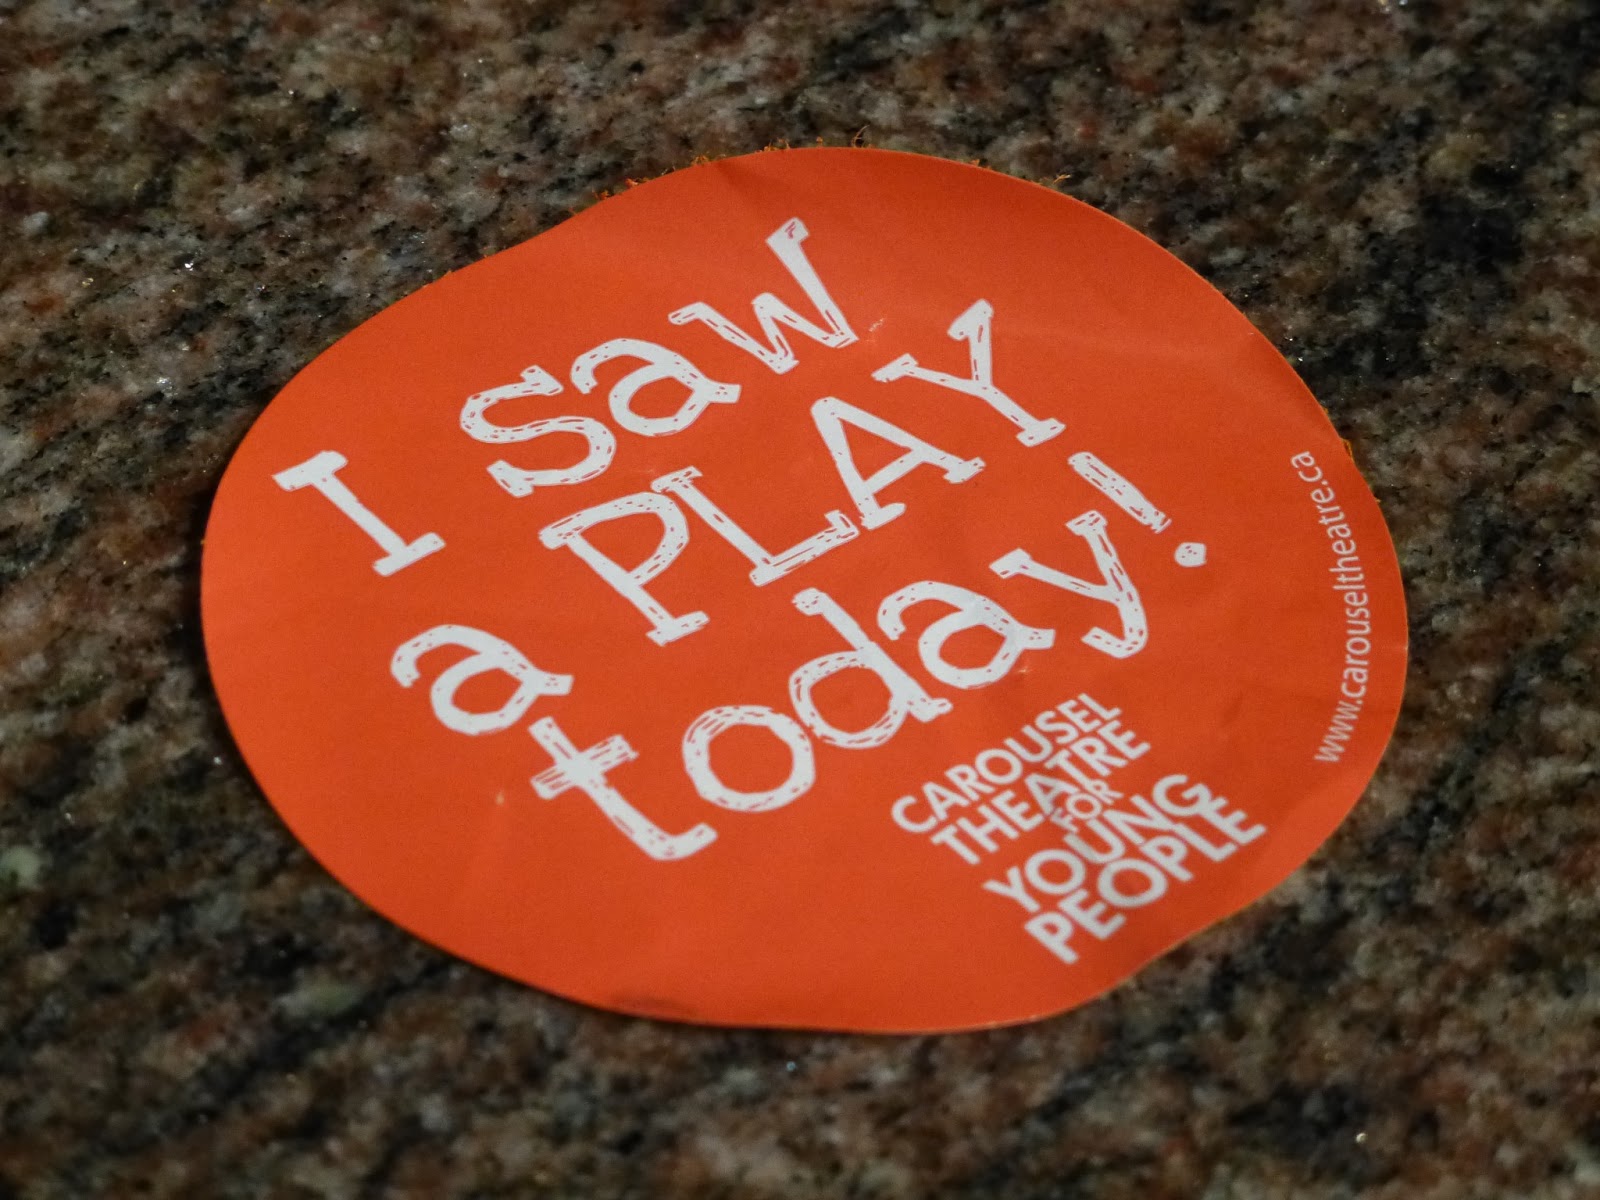 I saw
a PLAY
today!
CAROUSEL
THEATRE
FOR
YOUNG
PEOPLE
www.carouseltheatre.ca